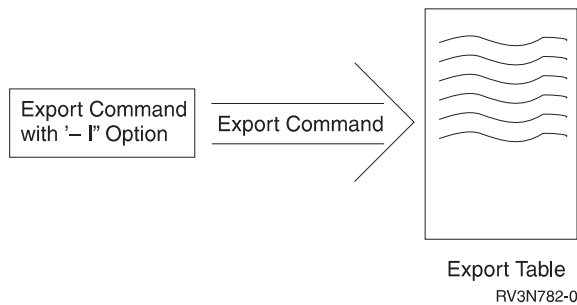 Export Command
with '– I" Option
Export Command
Export Table
RV3N782-0